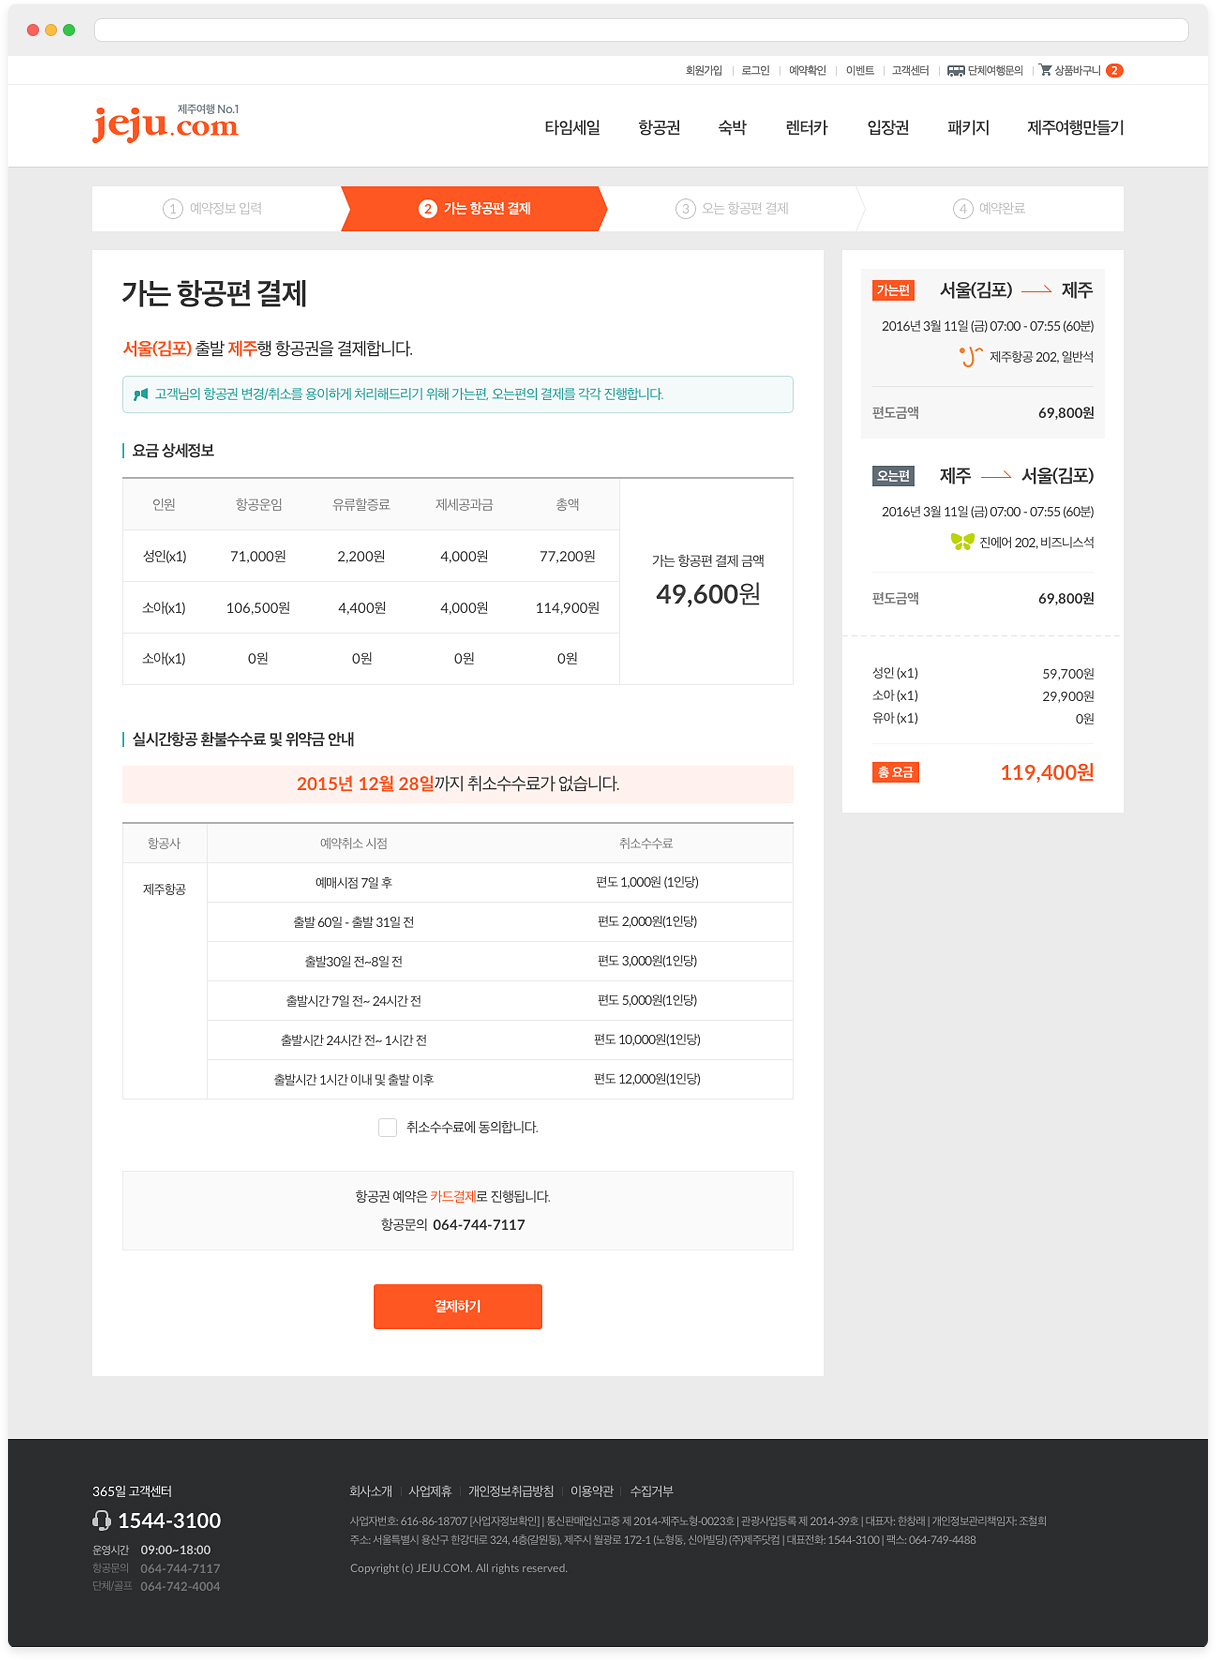 회원가입 | 로그인 | 예약확인 | 이벤트 | 고객센터 | 단체여행문의 | 상품바구니 2
제주여행 No.1
jeju.com
타임세일 항공권 숙박 렌터카 입장권 패키지 제주여행만들기
1 예약정보 입력 2 가는 항공편 결제 3 오는 항공편 결제 4 예약완료
가는 항공편 결제
서울(김포) 출발 제주행 항공권을 결제합니다.
고객님의 항공권 변경/취소를 용이하게 처리해드리기 위해 가는편, 오는편의 결제를 각각 진행합니다.
요금 상세정보
인원 항공운임 유류할증료 제세공과금 총액
성인(x1) 71,000원 2,200원 4,000원 77,200원
소아(x1) 106,500원 4,400원 4,000원 114,900원
소아(x1) 0원 0원 0원 0원
가는 항공편 결제 금액
49,600원
실시간항공 환불수수료 및 위약금 안내
2015년 12월 28일까지 취소수수료가 없습니다.
항공사 예약취소 시점 취소수수료
제주항공
예매시점 7일 후 편도 1,000원 (1인당)
출발 60일 - 출발 31일 전 편도 2,000원(1인당)
출발30일 전~8일 전 편도 3,000원(1인당)
출발시간 7일 전~ 24시간 전 편도 5,000원(1인당)
출발시간 24시간 전~ 1시간 전 편도 10,000원(1인당)
출발시간 1시간 이내 및 출발 이후 편도 12,000원(1인당)
취소수수료에 동의합니다.
항공권 예약은 카드결제로 진행됩니다.
항공문의 064-744-7117
결제하기
가는편 서울(김포) 제주
2016년 3월 11일 (금) 07:00 - 07:55 (60분)
제주항공 202, 일반석
편도금액 69,800원
오는편 제주 서울(김포)
2016년 3월 11일 (금) 07:00 - 07:55 (60분)
진에어 202, 비즈니스석
편도금액 69,800원
성인 (x1) 59,700원
소아 (x1) 29,900원
유아 (x1) 0원
총 요금 119,400원
365일 고객센터
1544-3100
운영시간 09:00~18:00
항공문의 064-744-7117
단체/골프 064-742-4004
회사소개 | 사업제휴 | 개인정보취급방침 | 이용약관 | 수집거부
사업자번호: 616-86-18707 [사업자정보확인] | 통신판매업신고증 제 2014-제주노형-0023호 | 관광사업등록 제 2014-39호 | 대표자: 한창래 | 개인정보관리책임자: 조철희
주소: 서울특별시 용산구 한강대로 324, 4층(갈월동), 제주시 월광로 172-1 (노형동, 신아빌딩) (주)제주닷컴 | 대표전화: 1544-3100 | 팩스: 064-749-4488
Copyright (c) JEJU.COM. All rights reserved.